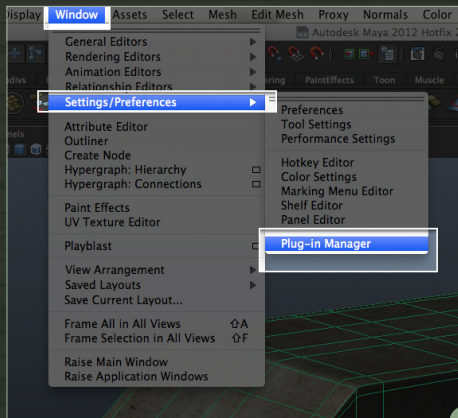 Display Window Assets Select Mesh Edit Mesh Proxy Normals Color
Autodesk Maya 2012 Hotfix 2
General Editors
Rendering Editors
Animation Editors
Relationship Editors
Settings/Preferences
Attribute Editor
Outliner
Create Node
Hypergraph: Hierarchy
Hypergraph: Connections
Paint Effects
UV Texture Editor
Playblast
View Arrangement
Saved Layouts
Save Current Layout...
Frame All in All Views ⇧A
Frame Selection in All Views ⇧F
Raise Main Window
Raise Application Windows
PaintEffects Toon Muscle
Preferences
Tool Settings
Performance Settings
Hotkey Editor
Color Settings
Marking Menu Editor
Shelf Editor
Panel Editor
Plug-in Manager